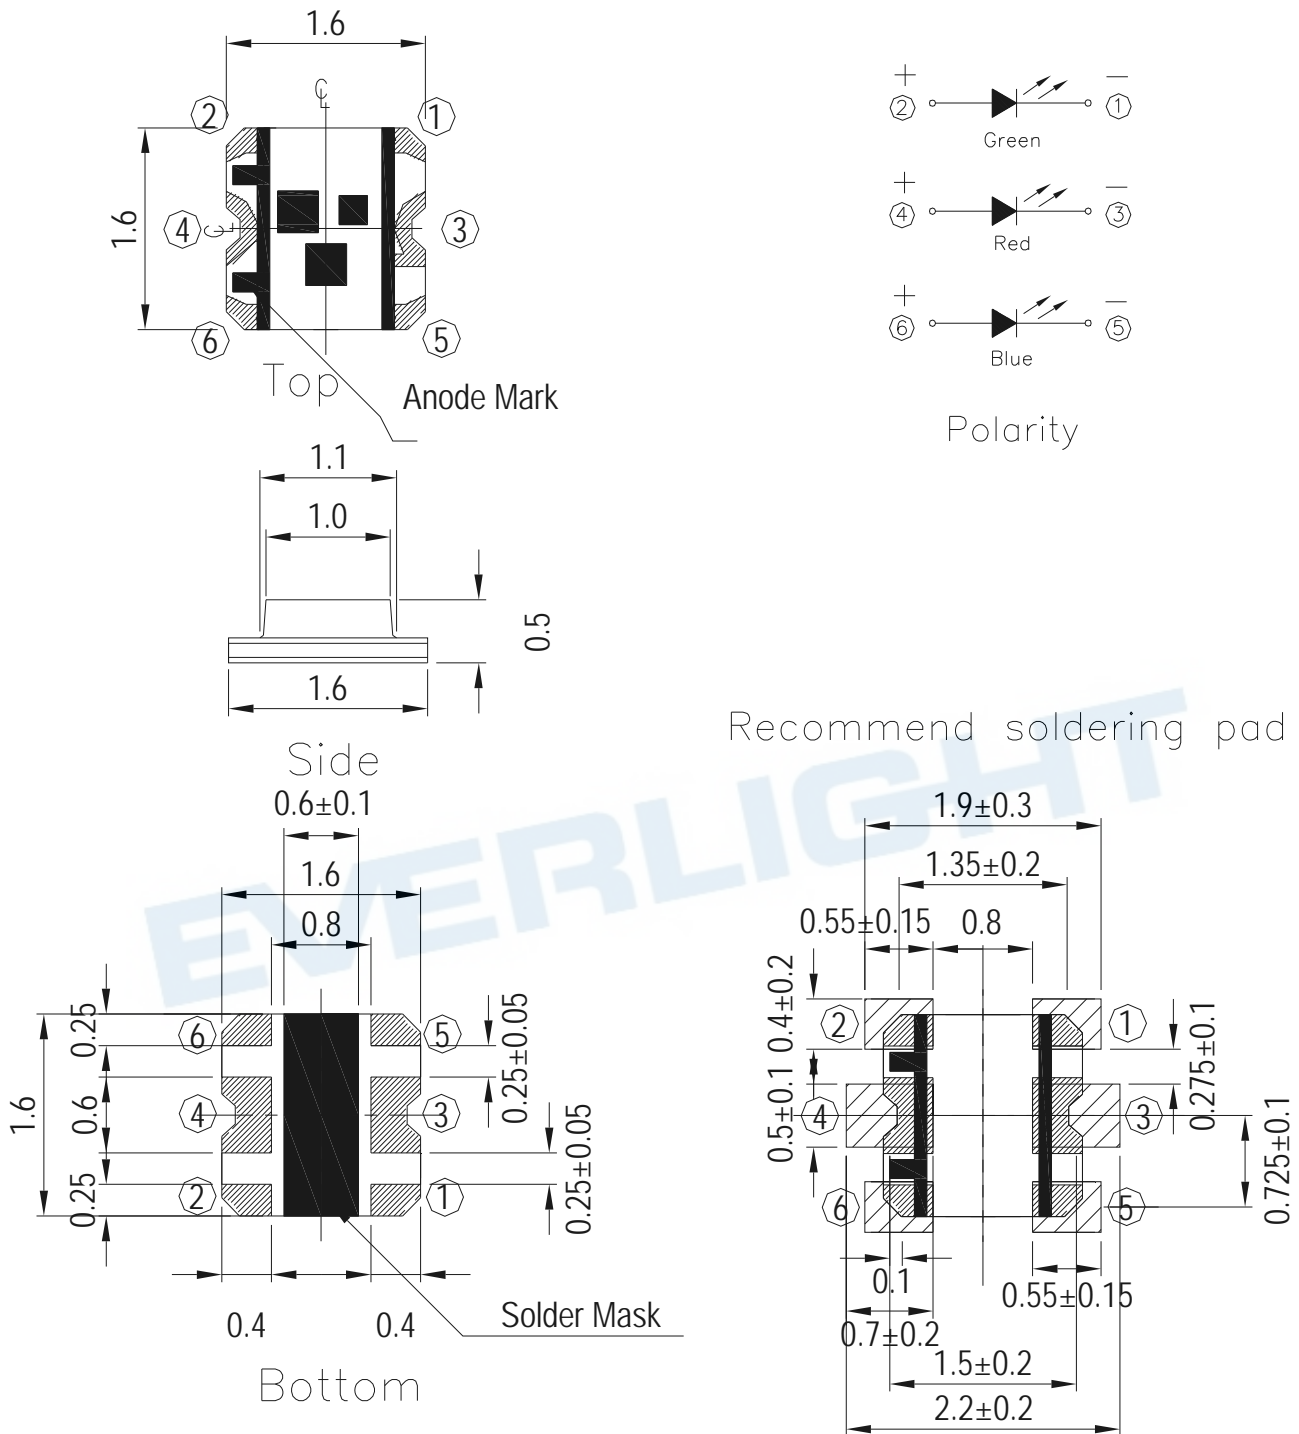 1.6
℄
② ①
1.6
④ ℄ ③
⑥ ⑤
Top
Anode Mark
+ ② − ①
Green
+ ④ − ③
Red
+ ⑥ − ⑤
Blue
Polarity
1.1
1.0
0.5
1.6
Side
EVERLIGHT
0.6±0.1
1.6
0.8
0.25
⑥ ⑤
0.25±0.05
1.6
0.6
④ ③
0.25
② ①
0.25±0.05
0.4 0.4
Solder Mask
Bottom
Recommend soldering pad
1.9±0.3
1.35±0.2
0.55±0.15 0.8
0.4±0.2
② ①
0.275±0.1
0.5±0.1
④ ③
0.725±0.1
⑥ ⑤
0.1
0.55±0.15
0.7±0.2
1.5±0.2
2.2±0.2